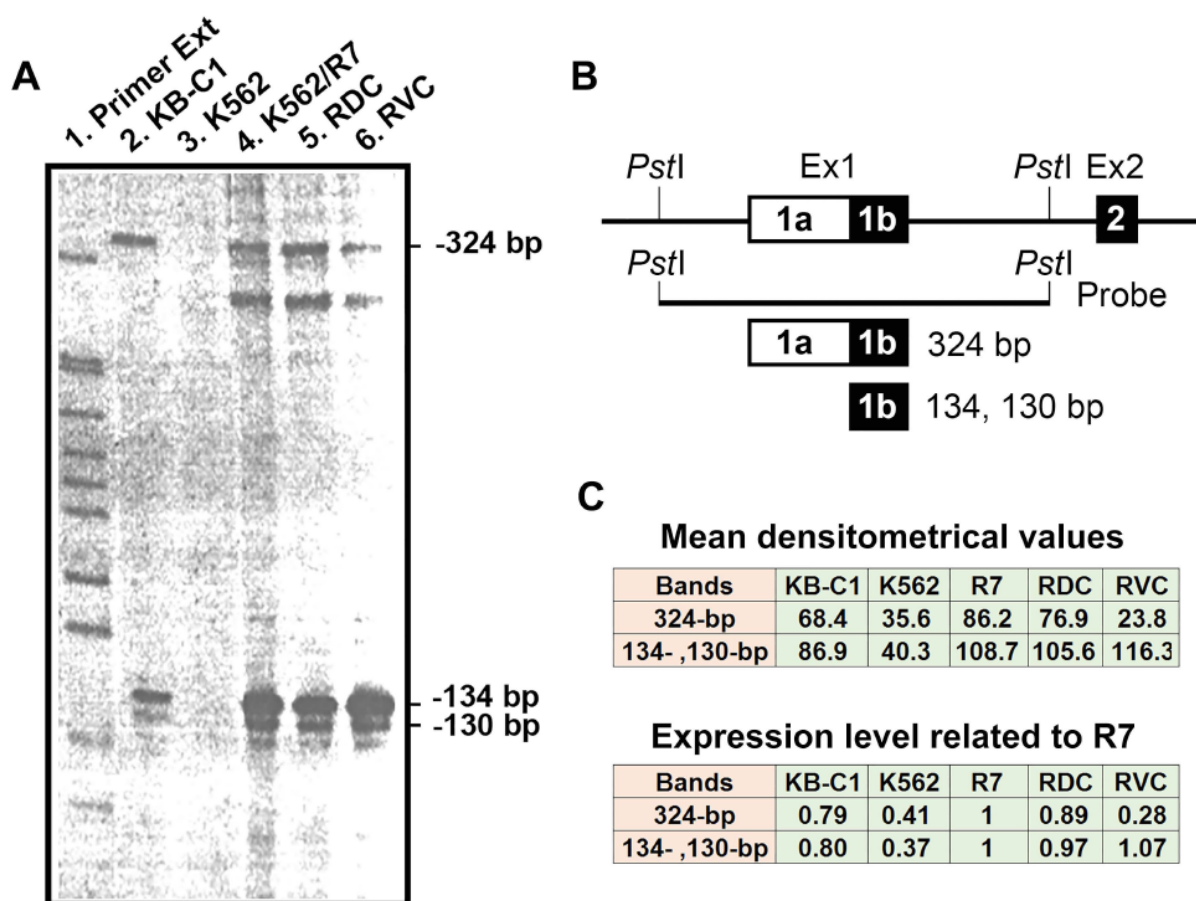 A
1. Primer Ext
2. KB-C1
3. K562
4. K562/R7
5. RDC
6. RVC
-324 bp
-134 bp
-130 bp
B
PstI Ex1 PstI Ex2
1a 1b 2
PstI PstI
Probe
1a 1b 324 bp
1b 134, 130 bp
C
Mean densitometrical values
Bands KB-C1 K562 R7 RDC RVC
324-bp 68.4 35.6 86.2 76.9 23.8
134- ,130-bp 86.9 40.3 108.7 105.6 116.3
Expression level related to R7
Bands KB-C1 K562 R7 RDC RVC
324-bp 0.79 0.41 1 0.89 0.28
134- ,130-bp 0.80 0.37 1 0.97 1.07